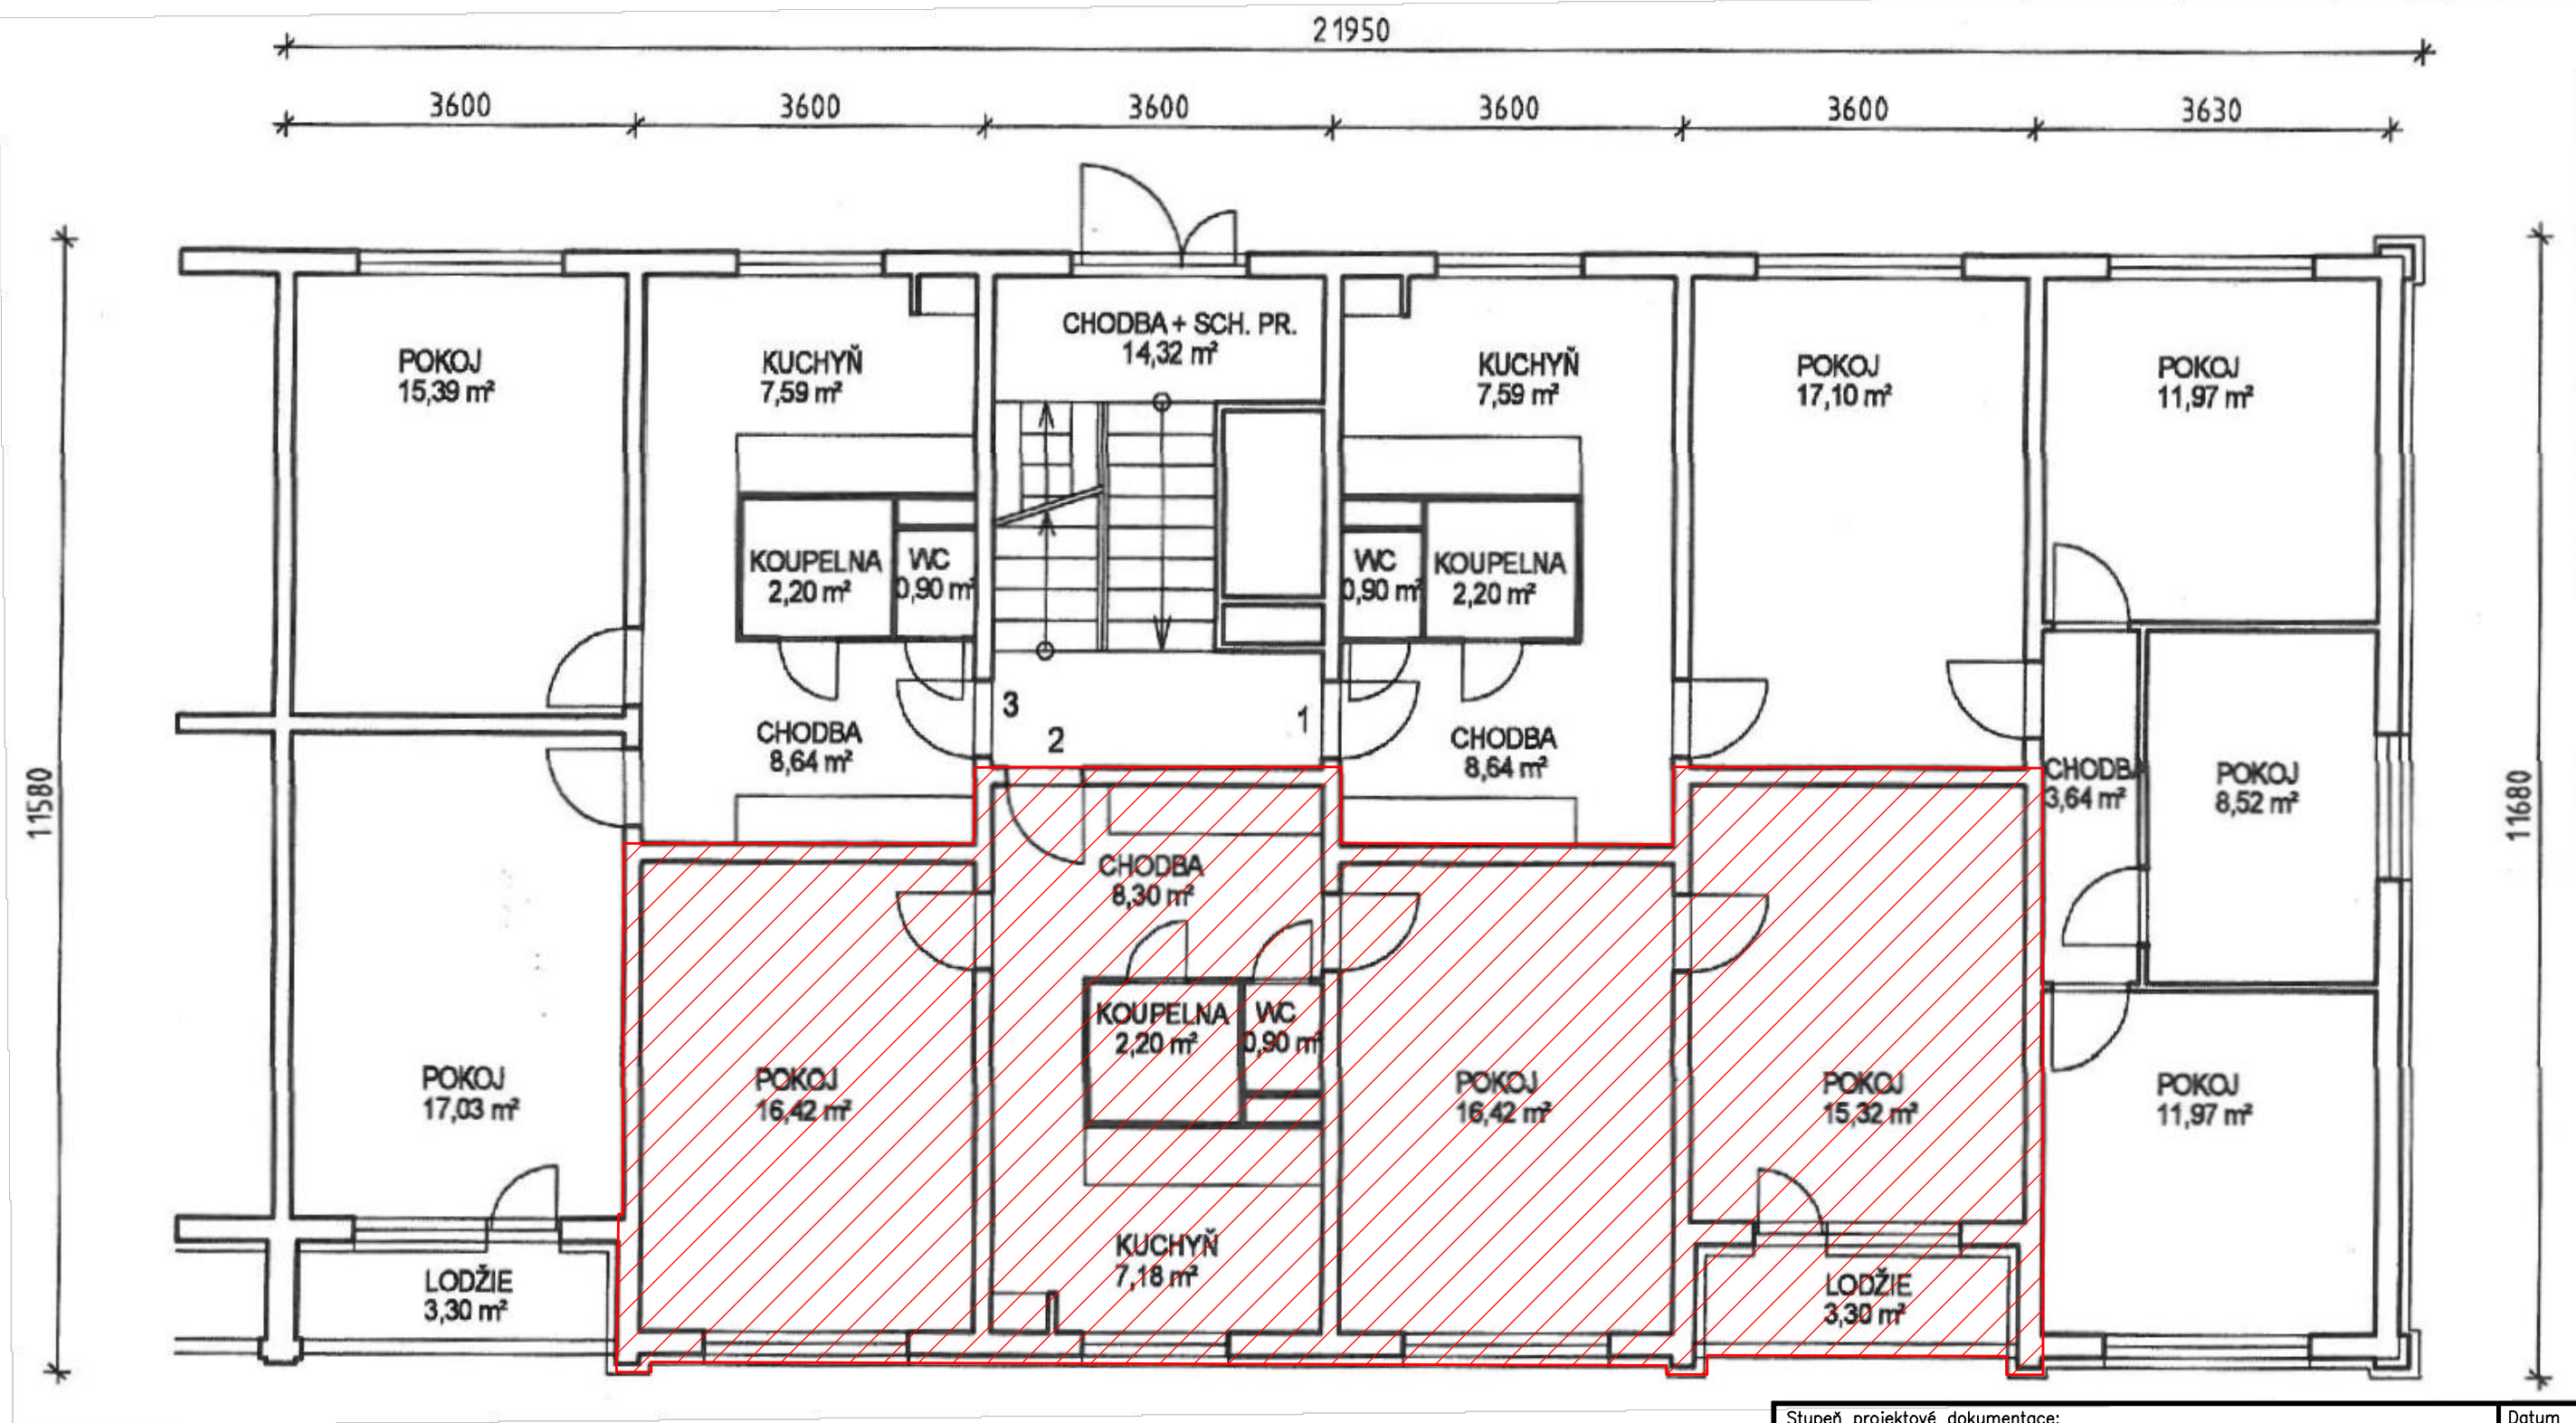 21950
3600 3600 3600 3600 3600 3630
CHODBA + SCH. PR.
14,32 m²
POKOJ
15,39 m²
KUCHYŇ
7,59 m²
KUCHYŇ
7,59 m²
POKOJ
17,10 m²
POKOJ
11,97 m²
KOUPELNA
2,20 m²
WC
0,90 m²
WC
0,90 m²
KOUPELNA
2,20 m²
3
2
1
CHODBA
8,64 m²
CHODBA
8,64 m²
CHODBA
3,64 m²
POKOJ
8,52 m²
11580
11680
CHODBA
8,30 m²
KOUPELNA
2,20 m²
WC
0,90 m²
POKOJ
17,03 m²
POKOJ
16,42 m²
POKOJ
16,42 m²
POKOJ
15,32 m²
POKOJ
11,97 m²
KUCHYŇ
7,18 m²
LODŽIE
3,30 m²
LODŽIE
3,30 m²
Stupeň projektové dokumentace:
Datum